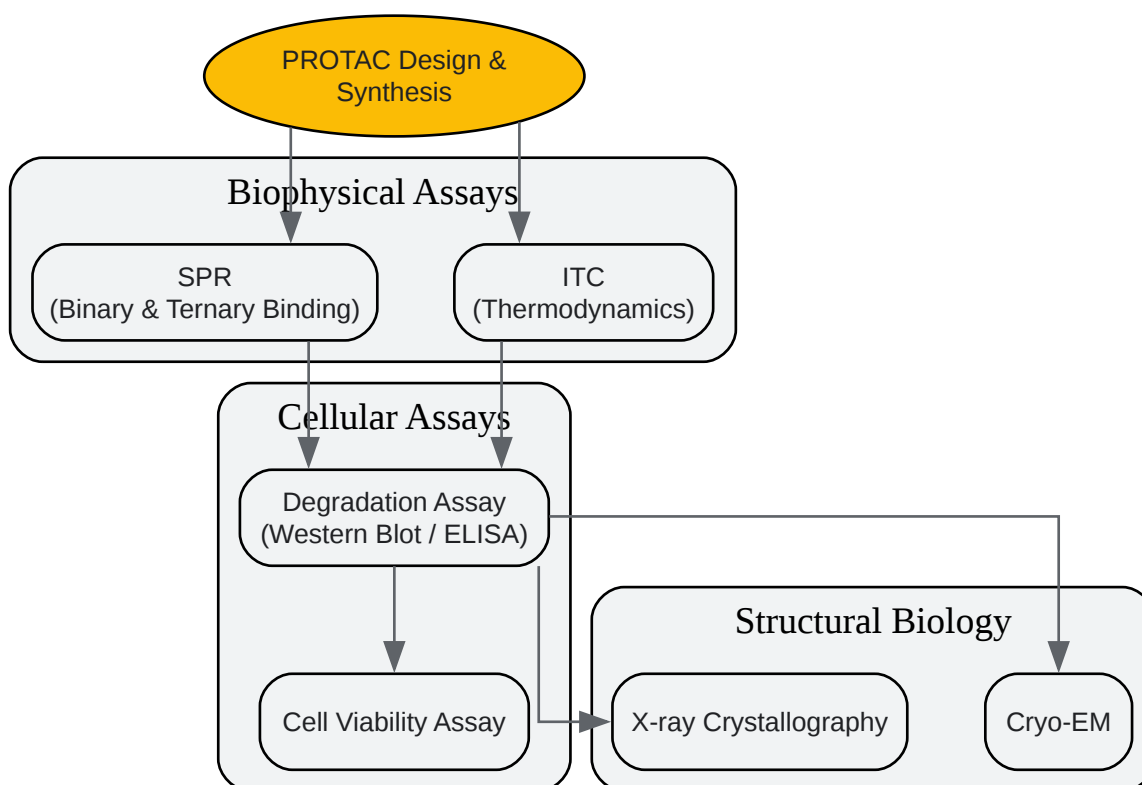 PROTAC Design &
Synthesis
Biophysical Assays
SPR
(Binary & Ternary Binding)
ITC
(Thermodynamics)
Cellular Assays
Degradation Assay
(Western Blot / ELISA)
Structural Biology
Cell Viability Assay
X-ray Crystallography
Cryo-EM